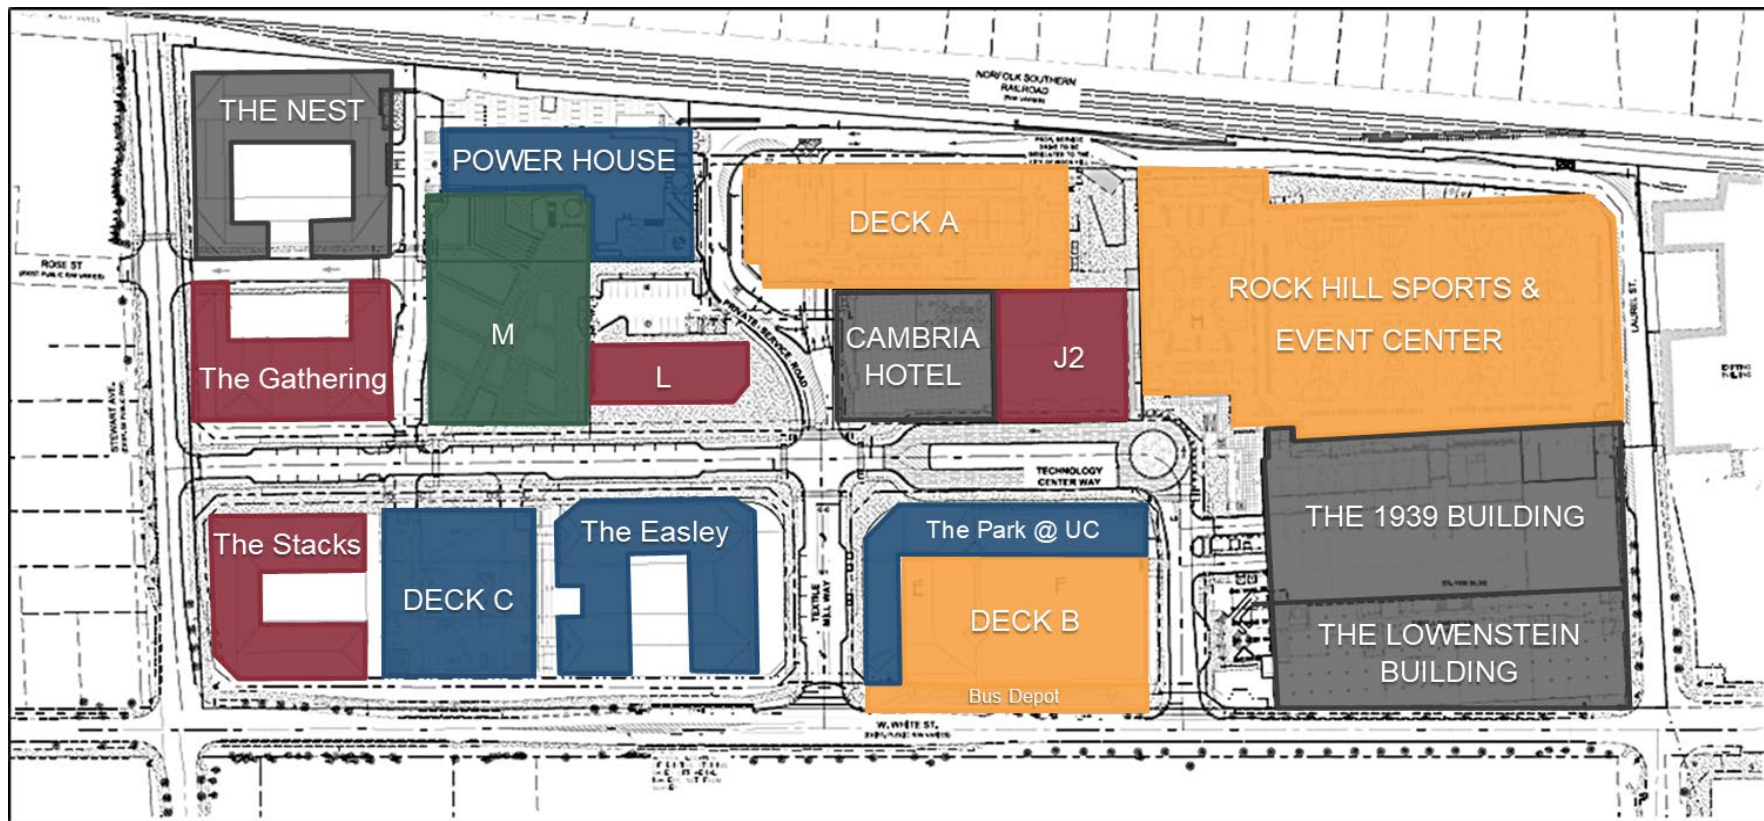 NORFOLK SOUTHERN
RAILROAD
THE NEST
POWER HOUSE
DECK A
ROCK HILL SPORTS &
EVENT CENTER
ROSE ST
LAUREL ST.
M
PRIVATE SERVICE ROAD
CAMBRIA
HOTEL
J2
The Gathering
L
STEWART AVE.
TECHNOLOGY
CENTER WAY
The Stacks
DECK C
The Easley
The Park @ UC
THE 1939 BUILDING
TEXTILE
MILL WAY
E
F
DECK B
THE LOWENSTEIN
BUILDING
Bus Depot
W. WHITE ST.